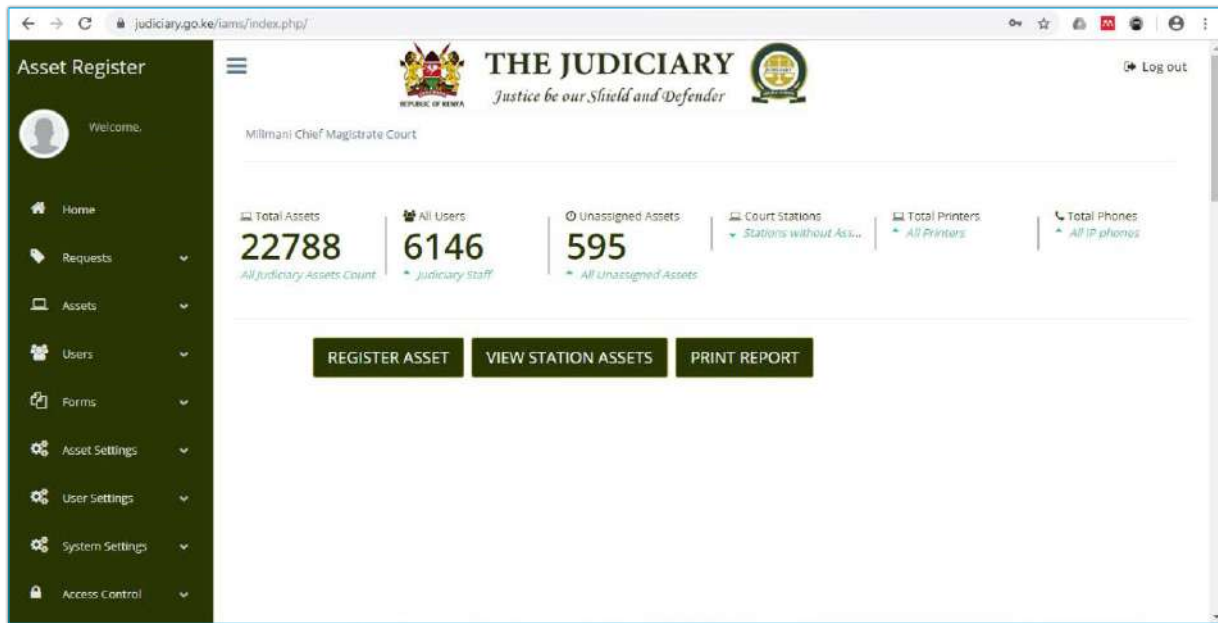 judiciary.go.ke/iams/index.php/
Asset Register
THE JUDICIARY
Justice be our Shield and Defender
REPUBLIC OF KENYA
Log out
Welcome,
Milimani Chief Magistrate Court
Home
Requests
Assets
Users
Forms
Asset Settings
User Settings
System Settings
Access Control
Total Assets
22788
All Judiciary Assets Count
All Users
6146
Judiciary Staff
Unassigned Assets
595
All Unassigned Assets
Court Stations
Stations without Ass...
Total Printers
All Printers
Total Phones
All IP phones
REGISTER ASSET
VIEW STATION ASSETS
PRINT REPORT